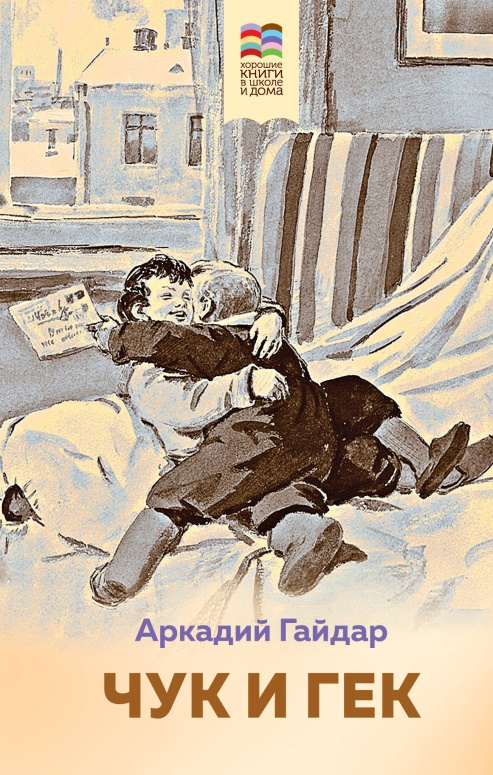 хорошие
КНИГИ
В ШКОЛЕ
И ДОМА
Аркадий Гайдар
ЧУК И ГЕК